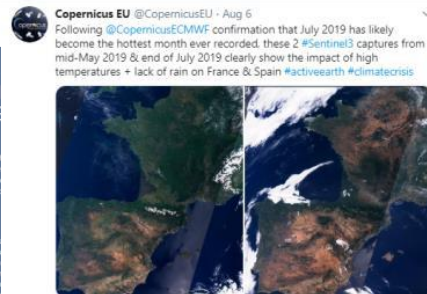 Copernicus EU @CopernicusEU · Aug 6
Following @CopernicusECMWF confirmation that July 2019 has likely
become the hottest month ever recorded, these 2 #Sentinel3 captures from
mid-May 2019 & end of July 2019 clearly show the impact of high
temperatures + lack of rain on France & Spain #activeearth #climatecrisis